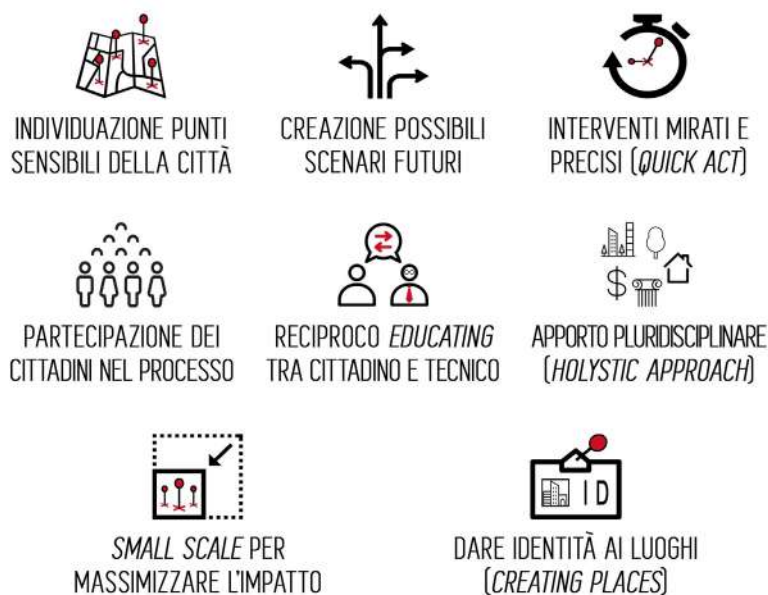 INDIVIDUAZIONE PUNTI
SENSIBILI DELLA CITTÀ
CREAZIONE POSSIBILI
SCENARI FUTURI
INTERVENTI MIRATI E
PRECISI (QUICK ACT)
PARTECIPAZIONE DEI
CITTADINI NEL PROCESSO
RECIPROCO EDUCATING
TRA CITTADINO E TECNICO
$
APPORTO PLURIDISCIPLINARE
(HOLYSTIC APPROACH)
SMALL SCALE PER
MASSIMIZZARE L'IMPATTO
ID
DARE IDENTITÀ AI LUOGHI
(CREATING PLACES)